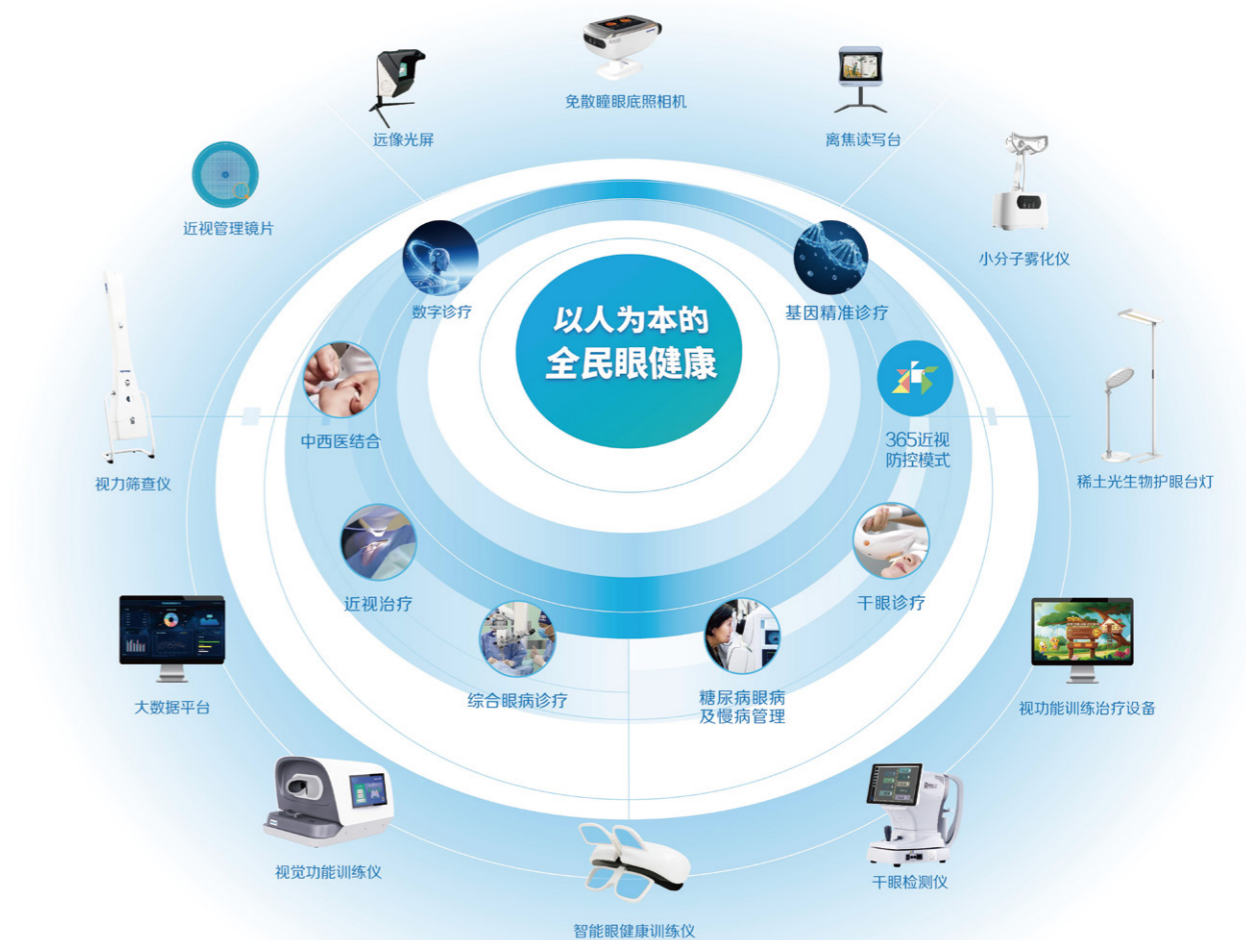 免散瞳眼底照相机
远像光屏
离焦读写台
近视管理镜片
小分子雾化仪
数字诊疗
基因精准诊疗
以人为本的
全民眼健康
中西医结合
365近视
防控模式
视力筛查仪
稀土光生物护眼台灯
近视治疗
干眼诊疗
综合眼病诊疗
糖尿病眼病
及慢病管理
大数据平台
视功能训练治疗设备
视觉功能训练仪
干眼检测仪
智能眼健康训练仪